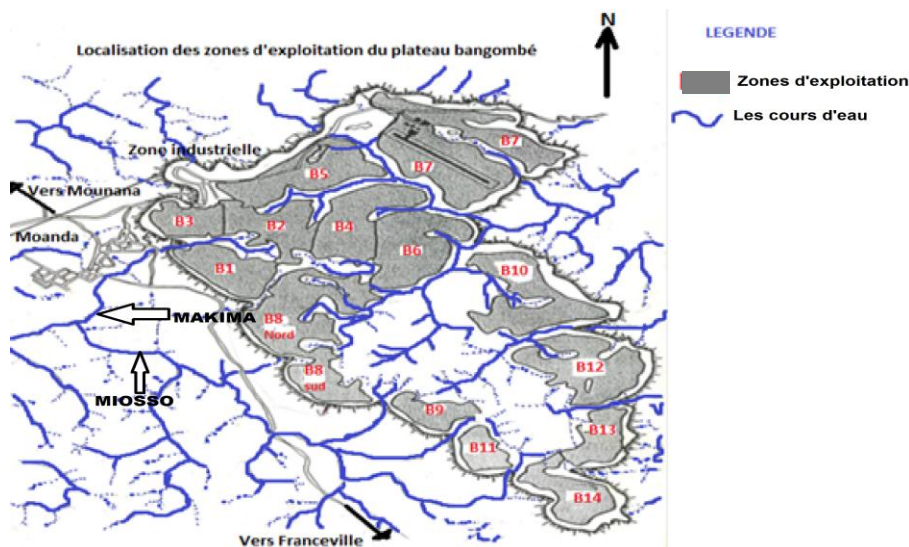 N
LEGENDE
Localisation des zones d'exploitation du plateau bangombé
Zones d'exploitation
Les cours d'eau
Zone industrielle
B7
B7
B5
Vers Mounana
B3
B2
B4
Moanda
B6
B1
B10
MAKIMA
B8
Nord
B8
sud
B12
MIOSSO
B9
B13
B11
B14
Vers Franceville